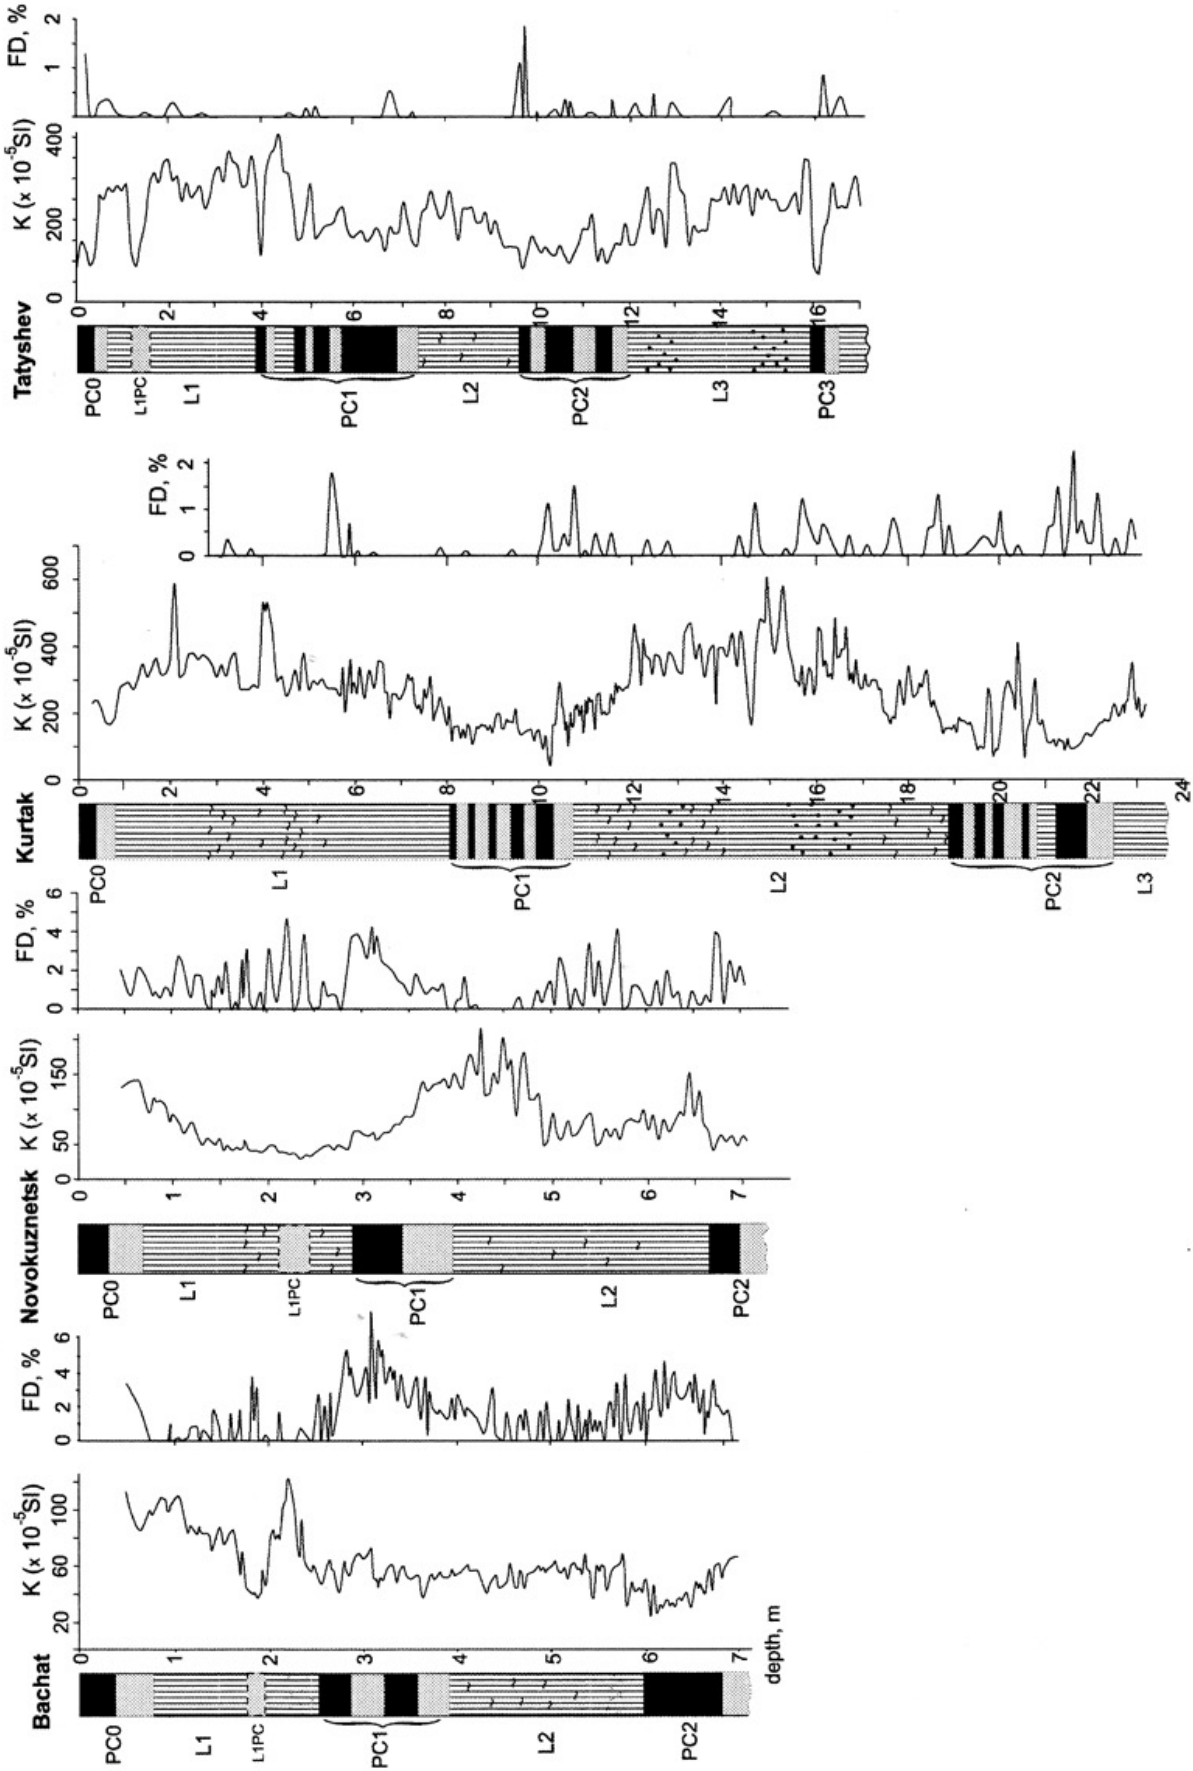 Bachat
PC0
L1
L1PC
PC1
L2
PC2
0
1
2
3
4
5
6
7
depth, m
K (x 10⁻⁵SI)
20
60
100
FD, %
0
2
4
6
Novokuznetsk
PC0
L1
L1PC
PC1
L2
PC2
0
1
2
3
4
5
6
7
K (x 10⁻⁵SI)
0
50
150
FD, %
0
2
4
6
Kurtak
PC0
L1
PC1
L2
PC2
L3
0
2
4
6
8
10
12
14
16
18
20
22
24
K (x 10⁻⁵SI)
0
200
400
600
FD, %
0
1
2
Tatyshev
PC0
L1PC
L1
PC1
L2
PC2
L3
PC3
0
2
4
6
8
10
12
14
16
K (x 10⁻⁵SI)
0
200
400
FD, %
1
2